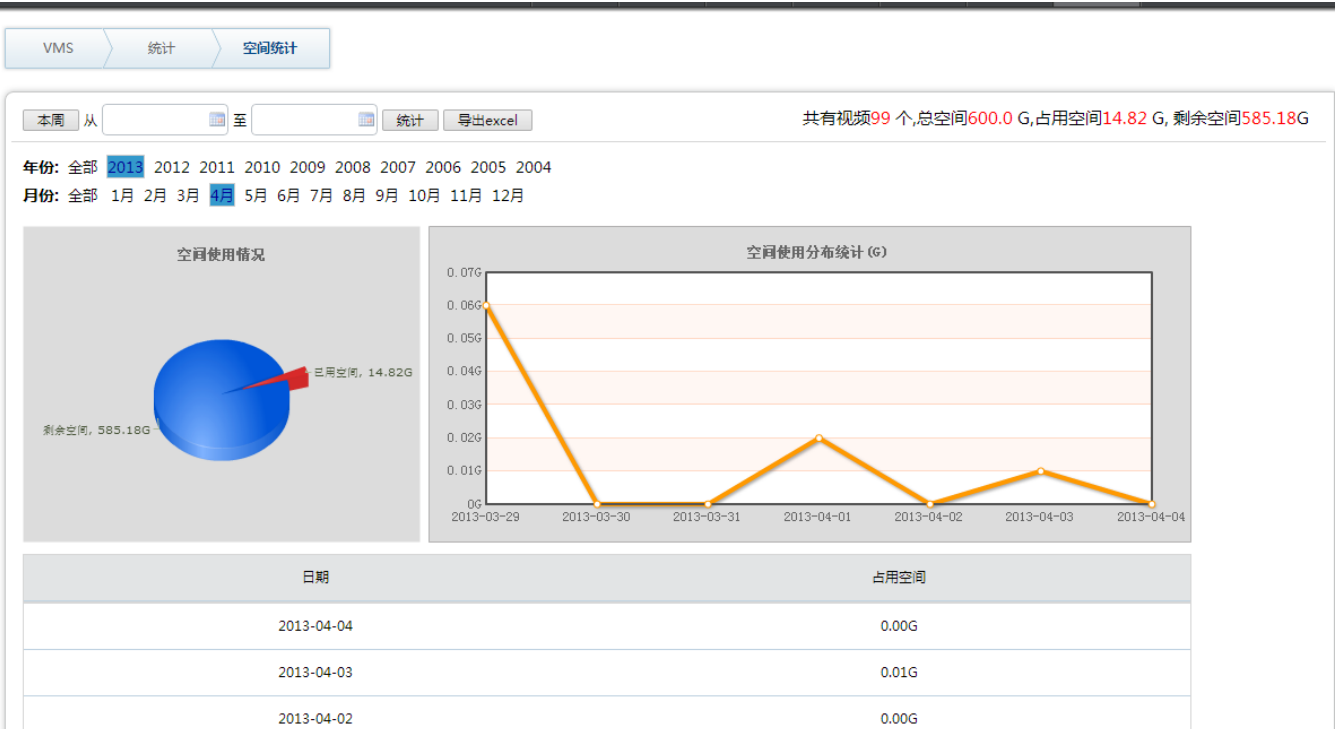 VMS 统计 空间统计
本周 从 至 统计 导出excel 共有视频99 个,总空间600.0 G,占用空间14.82 G, 剩余空间585.18G
年份: 全部 2013 2012 2011 2010 2009 2008 2007 2006 2005 2004
月份: 全部 1月 2月 3月 4月 5月 6月 7月 8月 9月 10月 11月 12月
空间使用情况
已用空间, 14.82G
剩余空间, 585.18G
空间使用分布统计(G)
0.07G
0.06G
0.05G
0.04G
0.03G
0.02G
0.01G
0G
2013-03-29 2013-03-30 2013-03-31 2013-04-01 2013-04-02 2013-04-03 2013-04-04
日期 占用空间
2013-04-04 0.00G
2013-04-03 0.01G
2013-04-02 0.00G